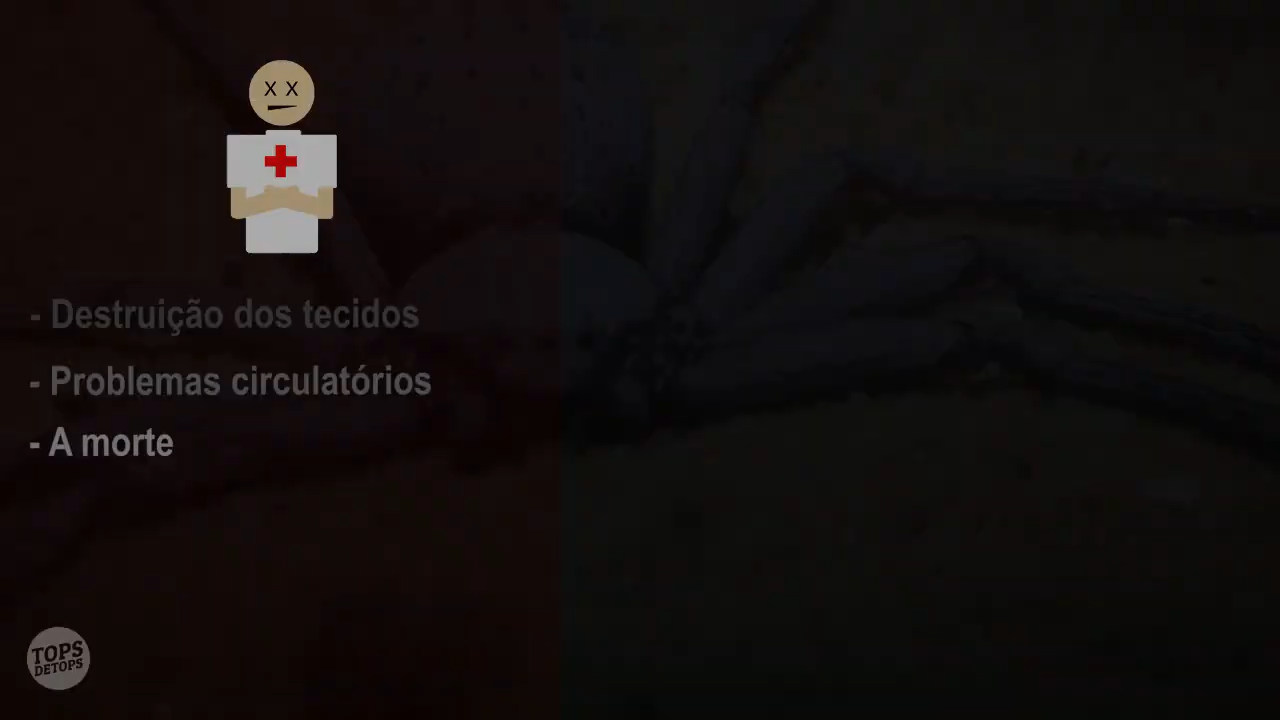 x x
- Destruição dos tecidos
- Problemas circulatórios
- A morte
TOPS
DETOPS